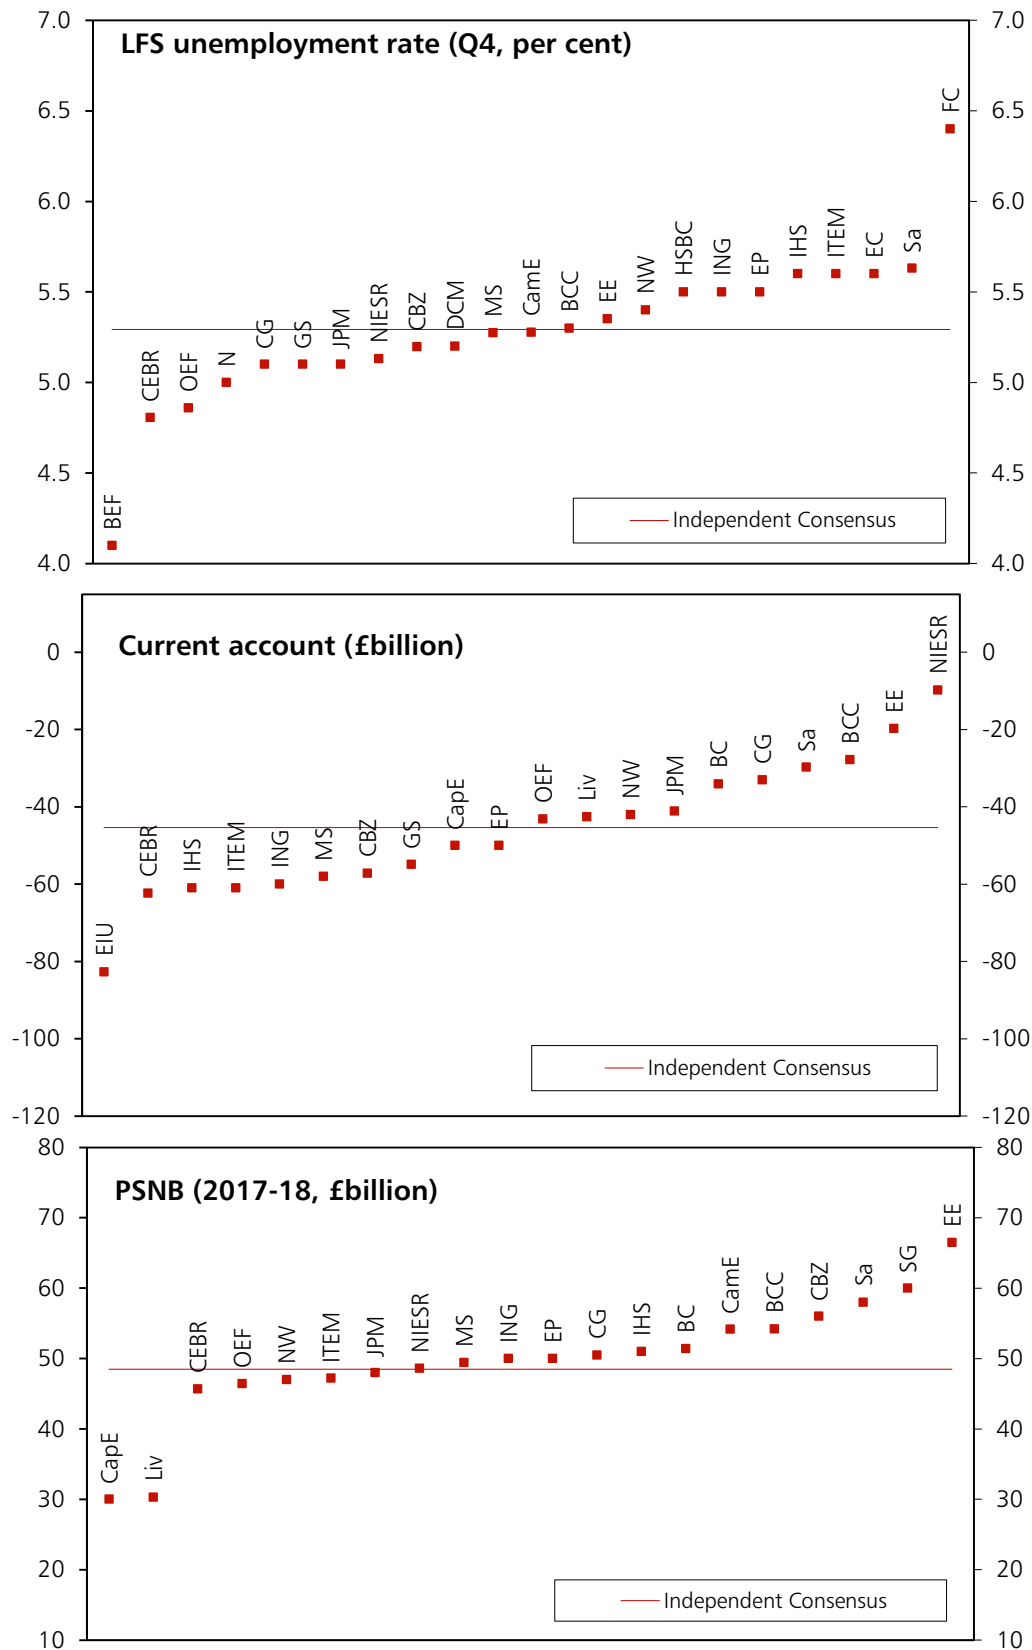 LFS unemployment rate (Q4, per cent)
7.0 7.0
6.5 6.5
6.0 6.0
5.5 5.5
5.0 5.0
4.5 4.5
4.0 4.0
BEF CEBR OEF N CG GS JPM NIESR CBZ DCM MS CamE BCC EE NW HSBC ING EP IHS ITEM EC Sa FC
Independent Consensus
Current account (£billion)
0 0
-20 -20
-40 -40
-60 -60
-80 -80
-100 -100
-120 -120
EIU CEBR IHS ITEM ING MS CBZ GS CapE EP OEF Liv NW JPM BC CG Sa BCC EE NIESR
Independent Consensus
PSNB (2017-18, £billion)
80 80
70 70
60 60
50 50
40 40
30 30
20 20
10 10
CapE Liv CEBR OEF NW ITEM JPM NIESR MS ING EP CG IHS BC CamE BCC CBZ Sa SG EE
Independent Consensus